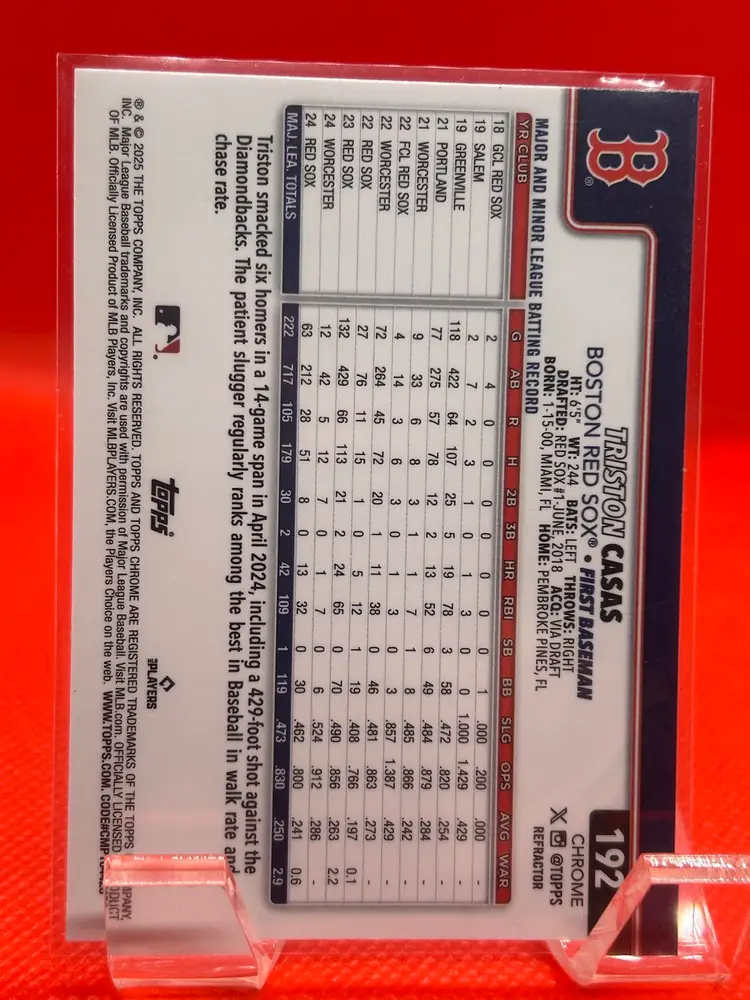 192
CHROME
@TOPPS
REFRACTOR
TRISTON CASAS
BOSTON RED SOX® • FIRST BASEMAN
HT: 6'5" WT: 244 BATS: LEFT THROWS: RIGHT
DRAFTED: RED SOX #1-JUNE, 2018 ACQ: VIA DRAFT
BORN: 1-15-00, MIAMI, FL HOME: PEMBROKE PINES, FL
B ®
MAJOR AND MINOR LEAGUE BATTING RECORD
YR CLUB G AB R H 2B 3B HR RBI SB BB SLG OPS AVG WAR
18 GCL RED SOX 2 4 0 0 0 0 0 0 0 1 .000 .200 .000 -
19 SALEM 2 7 2 3 1 0 1 3 0 0 1.000 1.429 .429 -
19 GREENVILLE 118 422 64 107 25 5 19 78 3 58 .472 .820 .254 -
21 PORTLAND 77 275 57 78 12 2 13 52 6 49 .484 .879 .284 -
21 WORCESTER 9 33 6 8 3 1 1 7 1 8 .485 .866 .242 -
22 FCL RED SOX 4 14 3 6 3 0 1 3 0 3 .857 1.387 .429 -
22 WORCESTER 72 264 45 72 20 1 11 38 0 46 .481 .863 .273 -
22 RED SOX 27 76 11 15 1 0 5 12 1 19 .408 .766 .197 0.1
23 RED SOX 132 429 66 113 21 2 24 65 0 70 .490 .856 .263 2.2
24 WORCESTER 12 42 5 12 7 0 1 7 0 6 .524 .912 .286 -
24 RED SOX 63 212 28 51 8 0 13 32 0 30 .462 .800 .241 0.6
MAJ. LEA. TOTALS 222 717 105 179 30 2 42 109 1 119 .473 .830 .250 2.9
Triston smacked six homers in a 14-game span in April 2024, including a 429-foot shot against the
Diamondbacks. The patient slugger regularly ranks among the best in Baseball in walk rate and
chase rate.
topps
PLAYERS
® & © 2025 THE TOPPS COMPANY, INC. ALL RIGHTS RESERVED. TOPPS AND TOPPS CHROME ARE REGISTERED TRADEMARKS OF THE TOPPS COMPANY,
INC. Major League Baseball trademarks and copyrights are used with permission of Major League Baseball. Visit MLB.com. OFFICIALLY LICENSED PRODUCT
OF MLB. Officially Licensed Product of MLB Players, Inc. Visit MLBPLAYERS.COM, the Players Choice on the web. WWW.TOPPS.COM. CODE#CMP